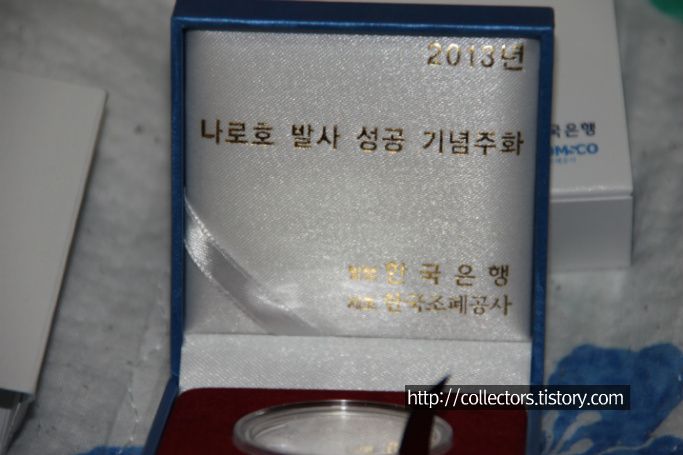 2013년
나로호 발사 성공 기념주화
한국은행
한국조폐공사
국은행
http://collectors.tistory.com